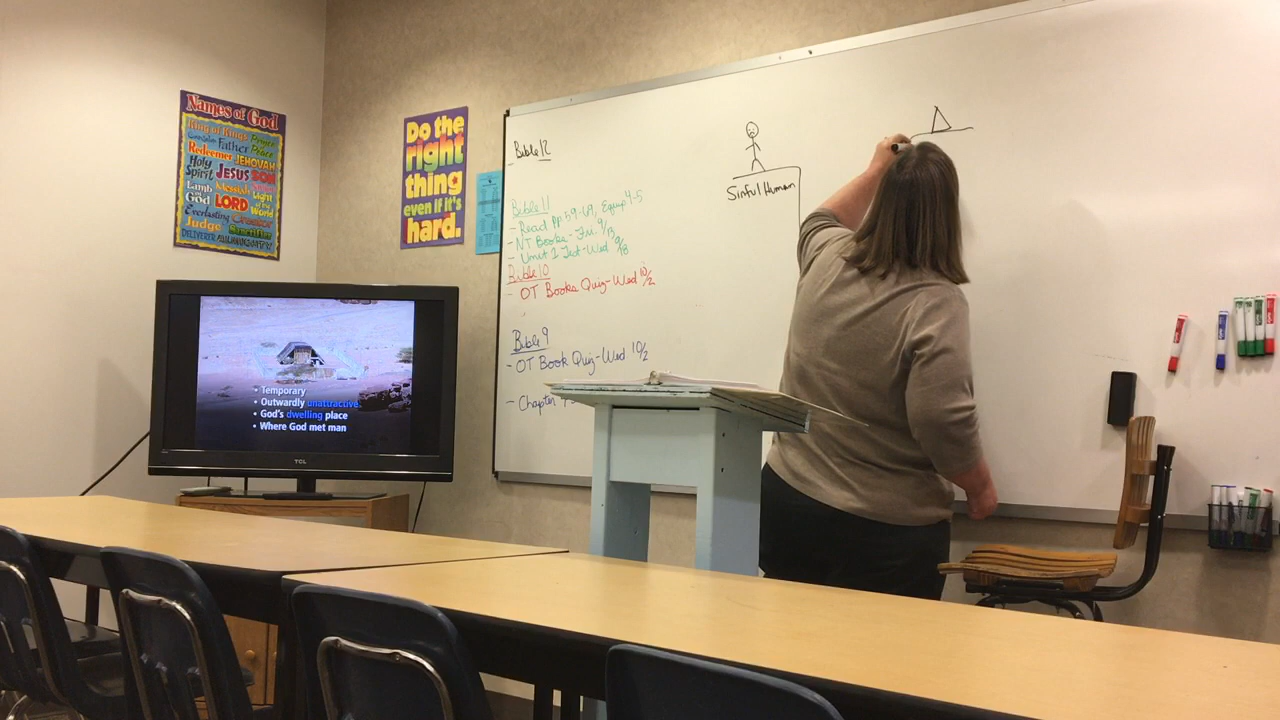 Names of God
King of Kings
Father
Redeemer JEHOVAH
Holy
Spirit JESUS SON
Lamb of God Messiah Light of the World
LORD
Everlasting
Judge
DELIVERER
Do the
right
thing
even if it's
hard.
Bible 12
Bible 11
- Read pp. 59-69, Equip 4-5
- NT Books - Fri. 9/13
- Unit 1 Test - Wed 9/18
Bible 10
- OT Books Quiz - Wed 10/2
Bible 9
- OT Book Quiz - Wed 10/2
- Chapter
Sinful Human
• Temporary
• Outwardly unattractive
• God's dwelling place
• Where God met man
TCL